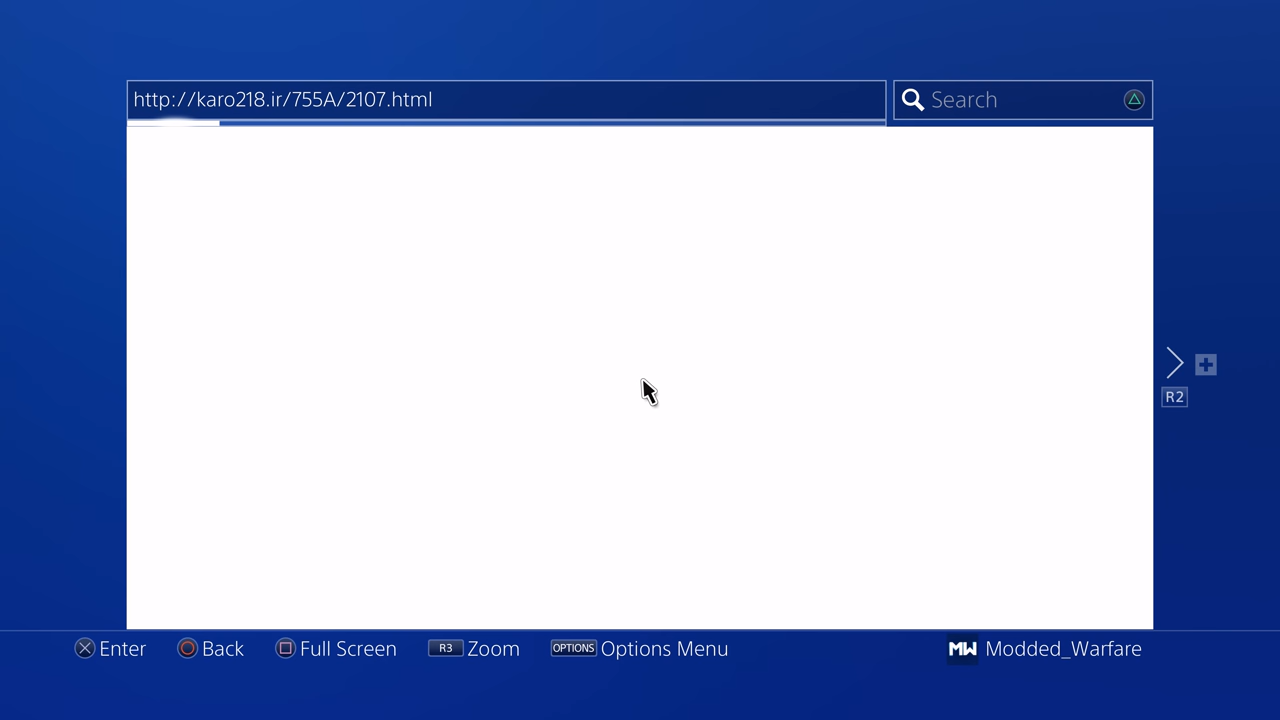 http://karo218.ir/755A/2107.html
Search
R2
Enter
Back
Full Screen
R3 Zoom
OPTIONS Options Menu
MW Modded_Warfare